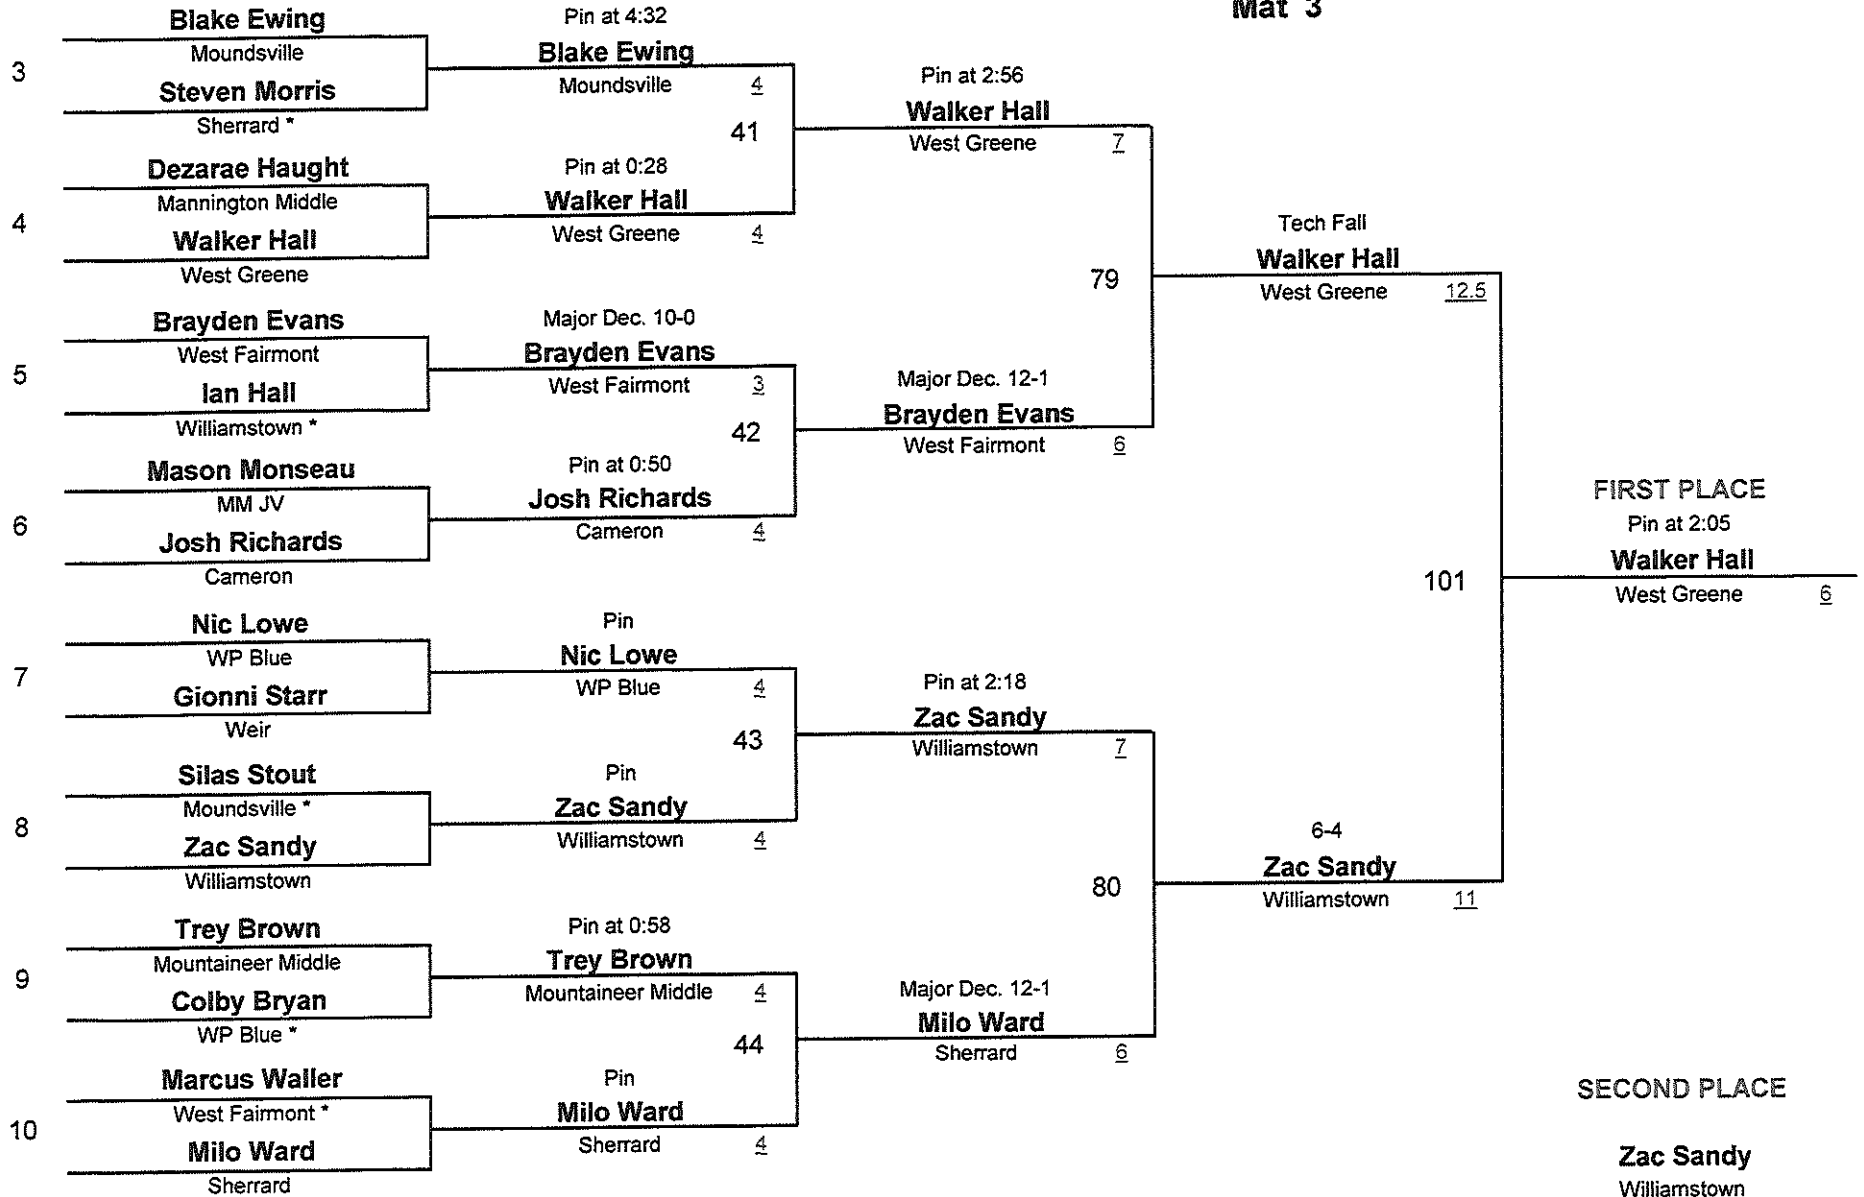 Mat 3
3
Blake Ewing
Moundsville
Steven Morris
Sherrard *
4
Dezarae Haught
Mannington Middle
Walker Hall
West Greene
5
Brayden Evans
West Fairmont
Ian Hall
Williamstown *
6
Mason Monseau
MM JV
Josh Richards
Cameron
7
Nic Lowe
WP Blue
Gionni Starr
Weir
8
Silas Stout
Moundsville *
Zac Sandy
Williamstown
9
Trey Brown
Mountaineer Middle
Colby Bryan
WP Blue *
10
Marcus Waller
West Fairmont *
Milo Ward
Sherrard
Pin at 4:32
Blake Ewing
Moundsville 4
41
Pin at 0:28
Walker Hall
West Greene 4
Major Dec. 10-0
Brayden Evans
West Fairmont 3
42
Pin at 0:50
Josh Richards
Cameron 4
Pin
Nic Lowe
WP Blue 4
43
Pin
Zac Sandy
Williamstown 4
Pin at 0:58
Trey Brown
Mountaineer Middle 4
44
Pin
Milo Ward
Sherrard 4
Pin at 2:56
Walker Hall
West Greene 7
79
Major Dec. 12-1
Brayden Evans
West Fairmont 6
Pin at 2:18
Zac Sandy
Williamstown 7
80
Major Dec. 12-1
Milo Ward
Sherrard 6
Tech Fall
Walker Hall
West Greene 12.5
101
6-4
Zac Sandy
Williamstown 11
FIRST PLACE
Pin at 2:05
Walker Hall
West Greene 6
SECOND PLACE
Zac Sandy
Williamstown